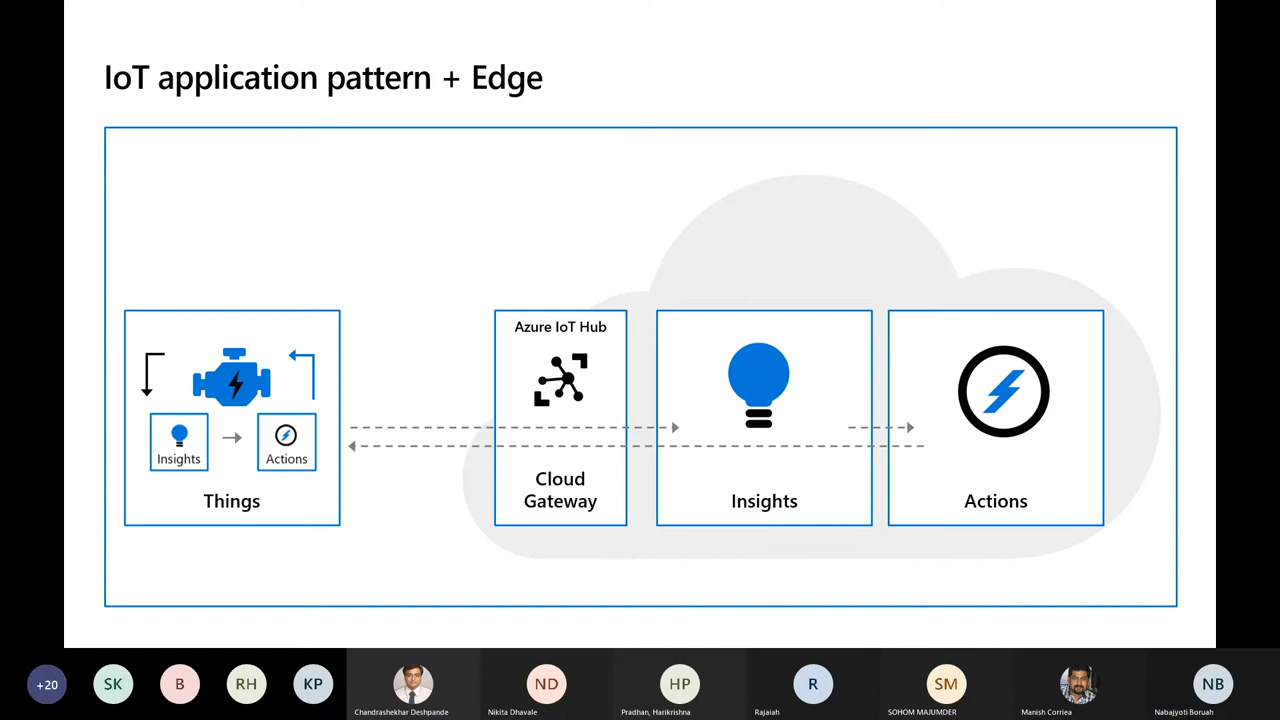 IoT application pattern + Edge
Azure IoT Hub
Insights
Actions
Things
Cloud
Gateway
Insights
Actions
+20
SK
B
RH
KP
Chandrashekhar Deshpande
ND
Nikita Dhavale
HP
Pradhan, Harikrishna
R
Rajaiah
SM
SOHOM MAJUMDER
Manish Corriea
NB
Nabajyoti Boruah